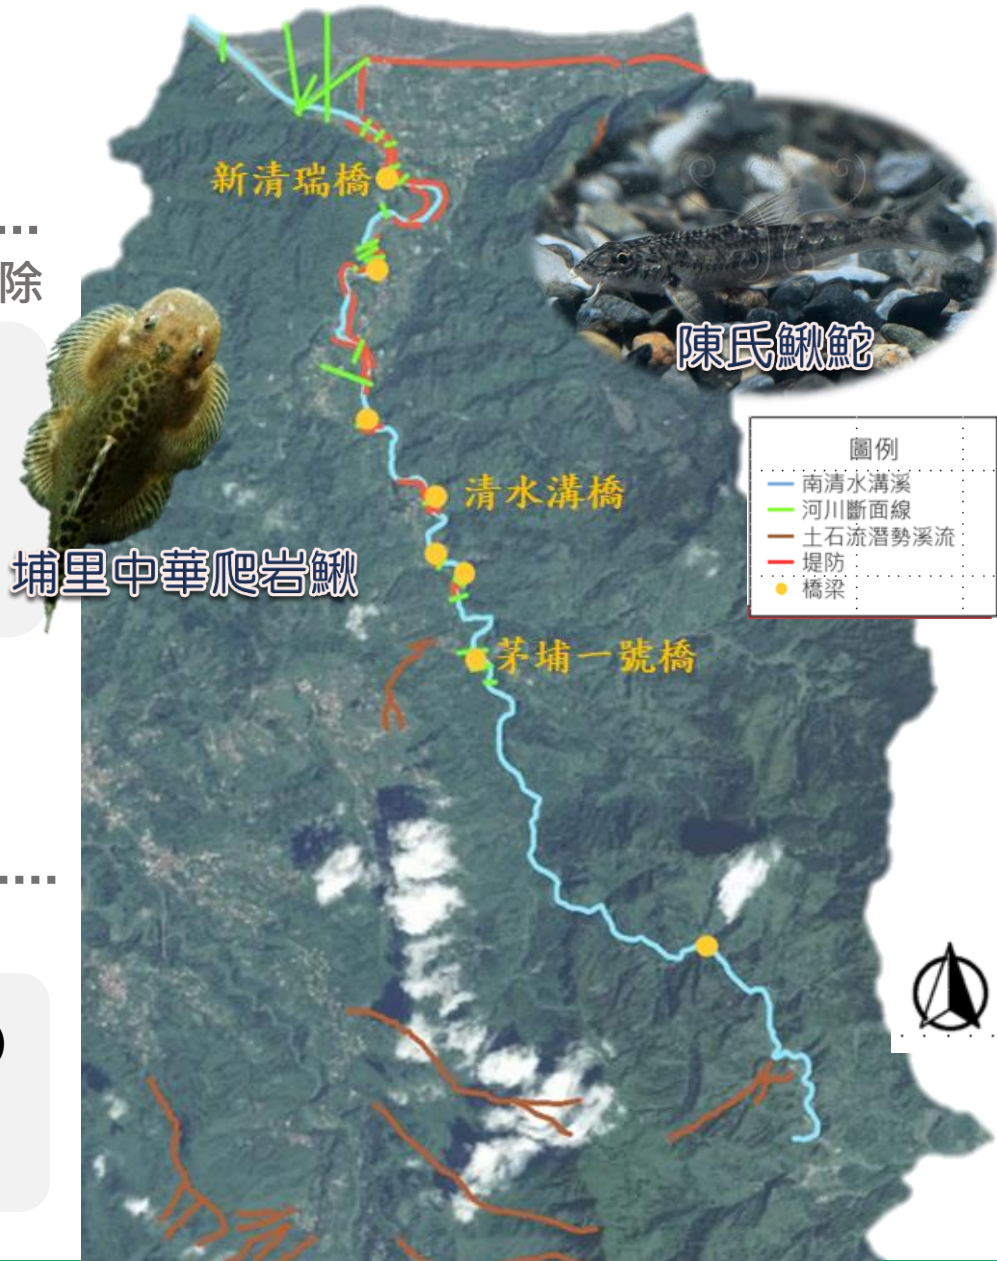 新清瑞橋
除
陳氏鰍鮀
圖例
南清水溝溪
河川斷面線
土石流潛勢溪流
堤防
橋梁
清水溝橋
埔里中華爬岩鰍
茅埔一號橋
)